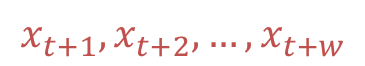 x_{t+1}, x_{t+2}, …, x_{t+w}